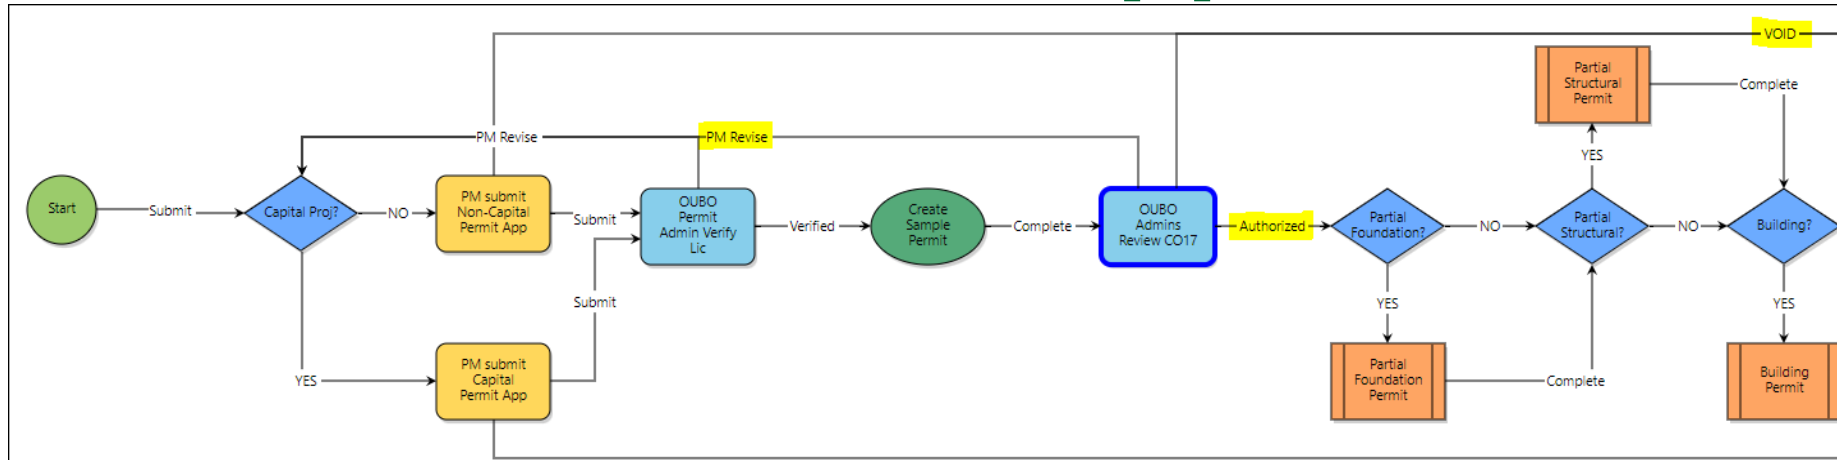 VOID
Partial
Structural
Permit
Complete
PM Revise
PM Revise
YES
Start
Submit
Capital Proj?
NO
PM submit
Non-Capital
Permit App
Submit
OUBO
Permit
Admin Verify
Lic
Verified
Create
Sample
Permit
Complete
OUBO
Admins
Review CO17
Authorized
Partial
Foundation?
NO
Partial
Structural?
NO
Building?
Submit
YES
YES
YES
PM submit
Capital
Permit App
Partial
Foundation
Permit
Complete
Building
Permit